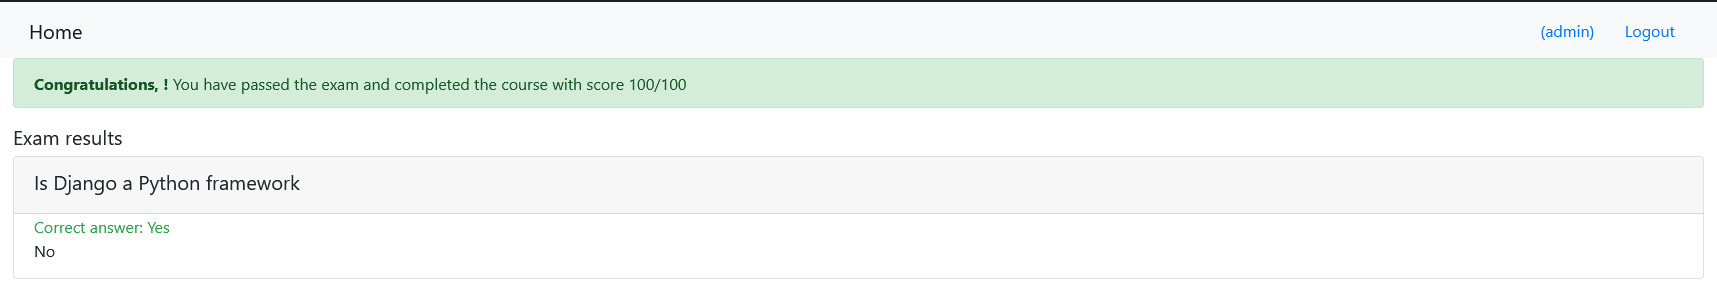 Home (admin) Logout
Congratulations, ! You have passed the exam and completed the course with score 100/100
Exam results
Is Django a Python framework
Correct answer: Yes
No